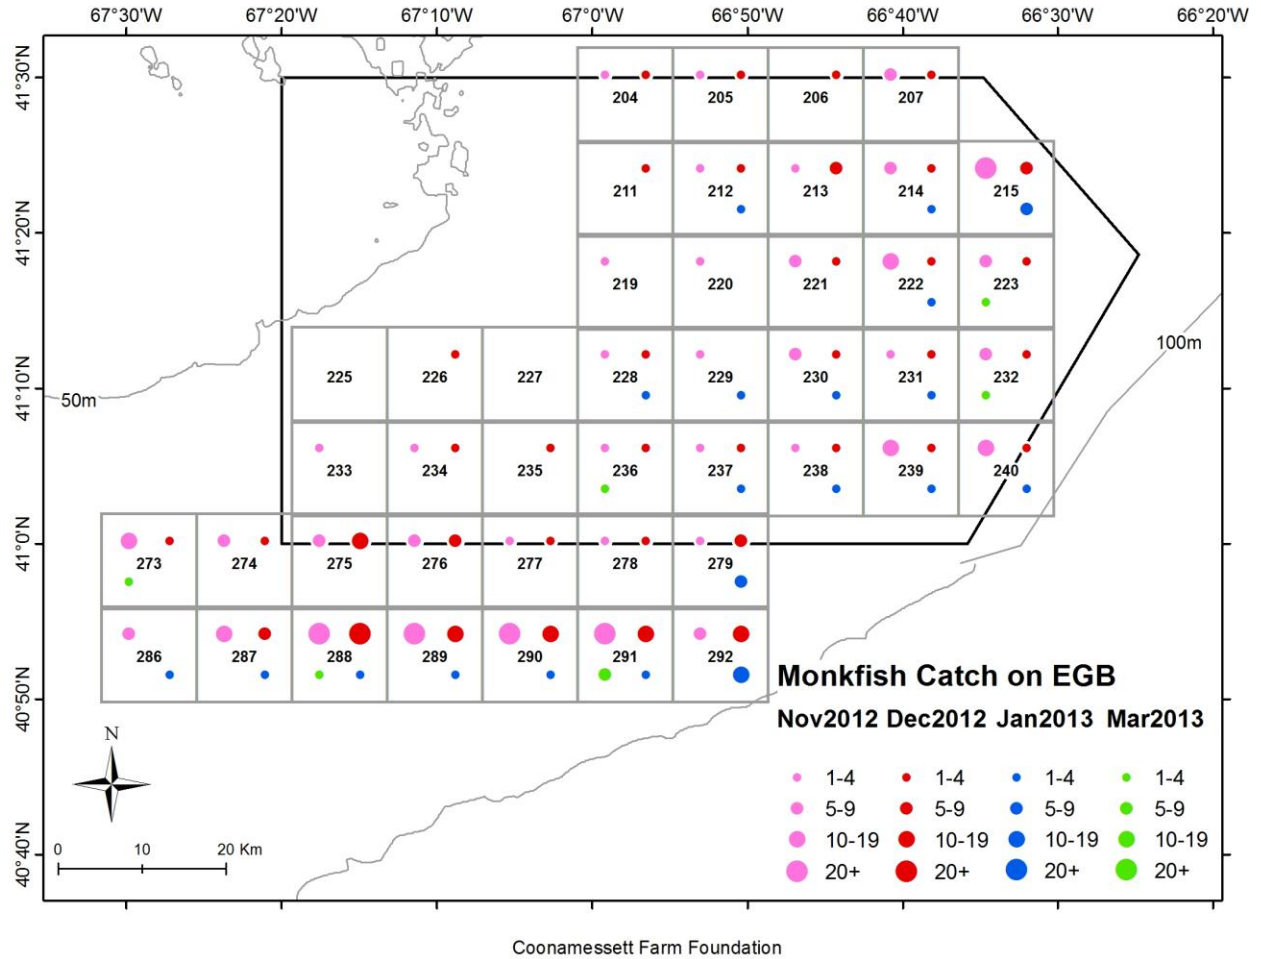 67°30'W 67°20'W 67°10'W 67°0'W 66°50'W 66°40'W 66°30'W 66°20'W
41°30'N
204 205 206 207
211 212 213 214 215
41°20'N
219 220 221 222 223
100m
225 226 227 228 229 230 231 232
41°10'N
50m
233 234 235 236 237 238 239 240
41°0'N
273 274 275 276 277 278 279
286 287 288 289 290 291 292
40°50'N
Monkfish Catch on EGB
Nov2012 Dec2012 Jan2013 Mar2013
N
1-4 1-4 1-4 1-4
5-9 5-9 5-9 5-9
10-19 10-19 10-19 10-19
20+ 20+ 20+ 20+
40°40'N
0 10 20 Km
Coonamessett Farm Foundation